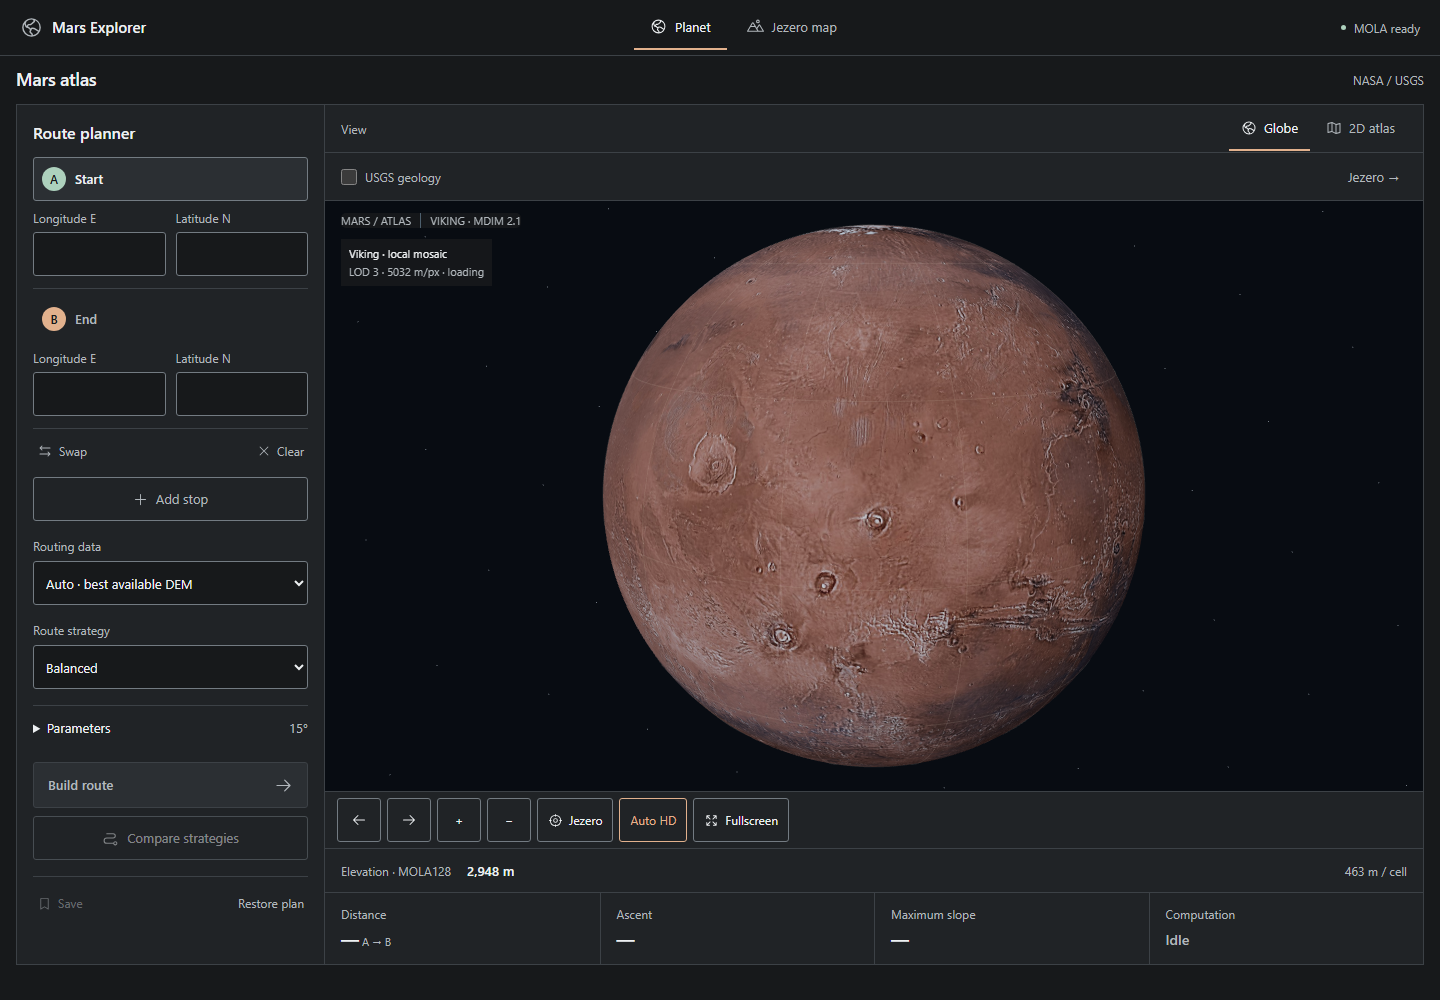 Mars Explorer
Planet
Jezero map
MOLA ready
Mars atlas
NASA / USGS
Route planner
A Start
Longitude E
Latitude N
B End
Longitude E
Latitude N
Swap
Clear
Add stop
Routing data
Auto · best available DEM
Route strategy
Balanced
Parameters
15°
Build route
Compare strategies
Save
Restore plan
View
Globe
2D atlas
USGS geology
Jezero →
MARS / ATLAS
VIKING · MDIM 2.1
Viking · local mosaic
LOD 3 · 5032 m/px · loading
← → + −
Jezero
Auto HD
Fullscreen
Elevation · MOLA128 2,948 m
463 m / cell
Distance
— A → B
Ascent
—
Maximum slope
—
Computation
Idle